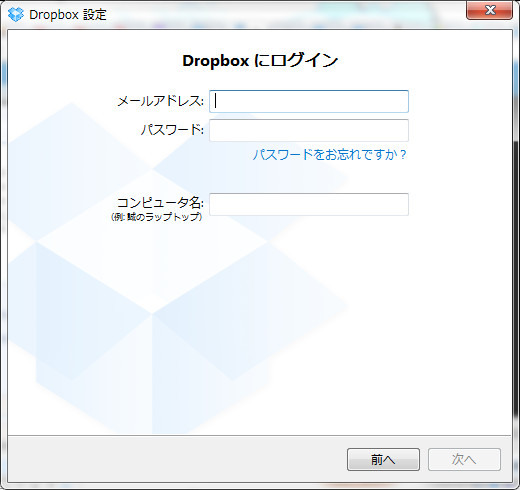 Dropbox 設定
Dropbox にログイン
メールアドレス:
パスワード:
パスワードをお忘れですか ?
コンピュータ名:
(例: 鯎のラップトップ)
前へ
次へ